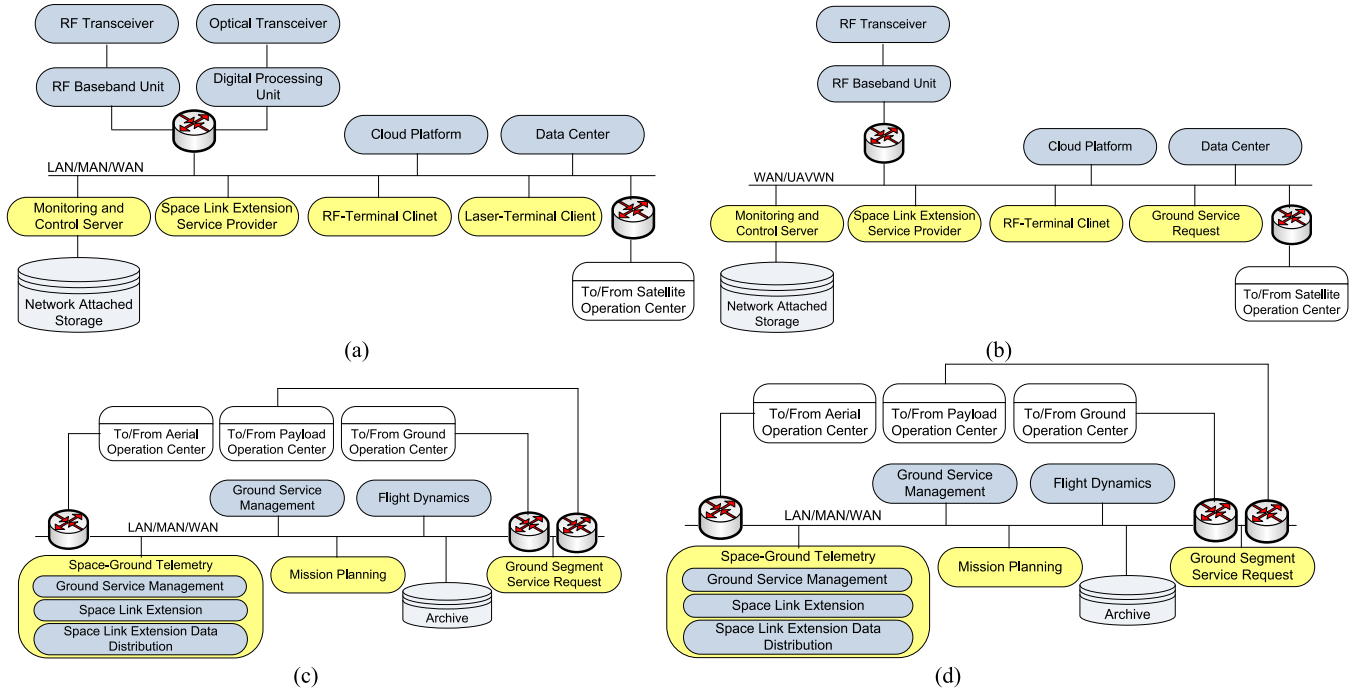 RF Transceiver
Optical Transceiver
RF Baseband Unit
Digital Processing
Unit
Cloud Platform
Data Center
LAN/MAN/WAN
Monitoring and
Control Server
Space Link Extension
Service Provider
RF-Terminal Clinet
Laser-Terminal Client
Network Attached
Storage
To/From Satellite
Operation Center
(a)
RF Transceiver
RF Baseband Unit
Cloud Platform
Data Center
WAN/UAVWN
Monitoring and
Control Server
Space Link Extension
Service Provider
RF-Terminal Clinet
Ground Service
Request
Network Attached
Storage
To/From Satellite
Operation Center
(b)
To/From Aerial
Operation Center
To/From Payload
Operation Center
To/From Ground
Operation Center
Ground Service
Management
Flight Dynamics
LAN/MAN/WAN
Space-Ground Telemetry
Ground Service Management
Space Link Extension
Space Link Extension Data
Distribution
Mission Planning
Archive
Ground Segment
Service Request
(c)
To/From Aerial
Operation Center
To/From Payload
Operation Center
To/From Ground
Operation Center
Ground Service
Management
Flight Dynamics
LAN/MAN/WAN
Space-Ground Telemetry
Ground Service Management
Space Link Extension
Space Link Extension Data
Distribution
Mission Planning
Archive
Ground Segment
Service Request
(d)